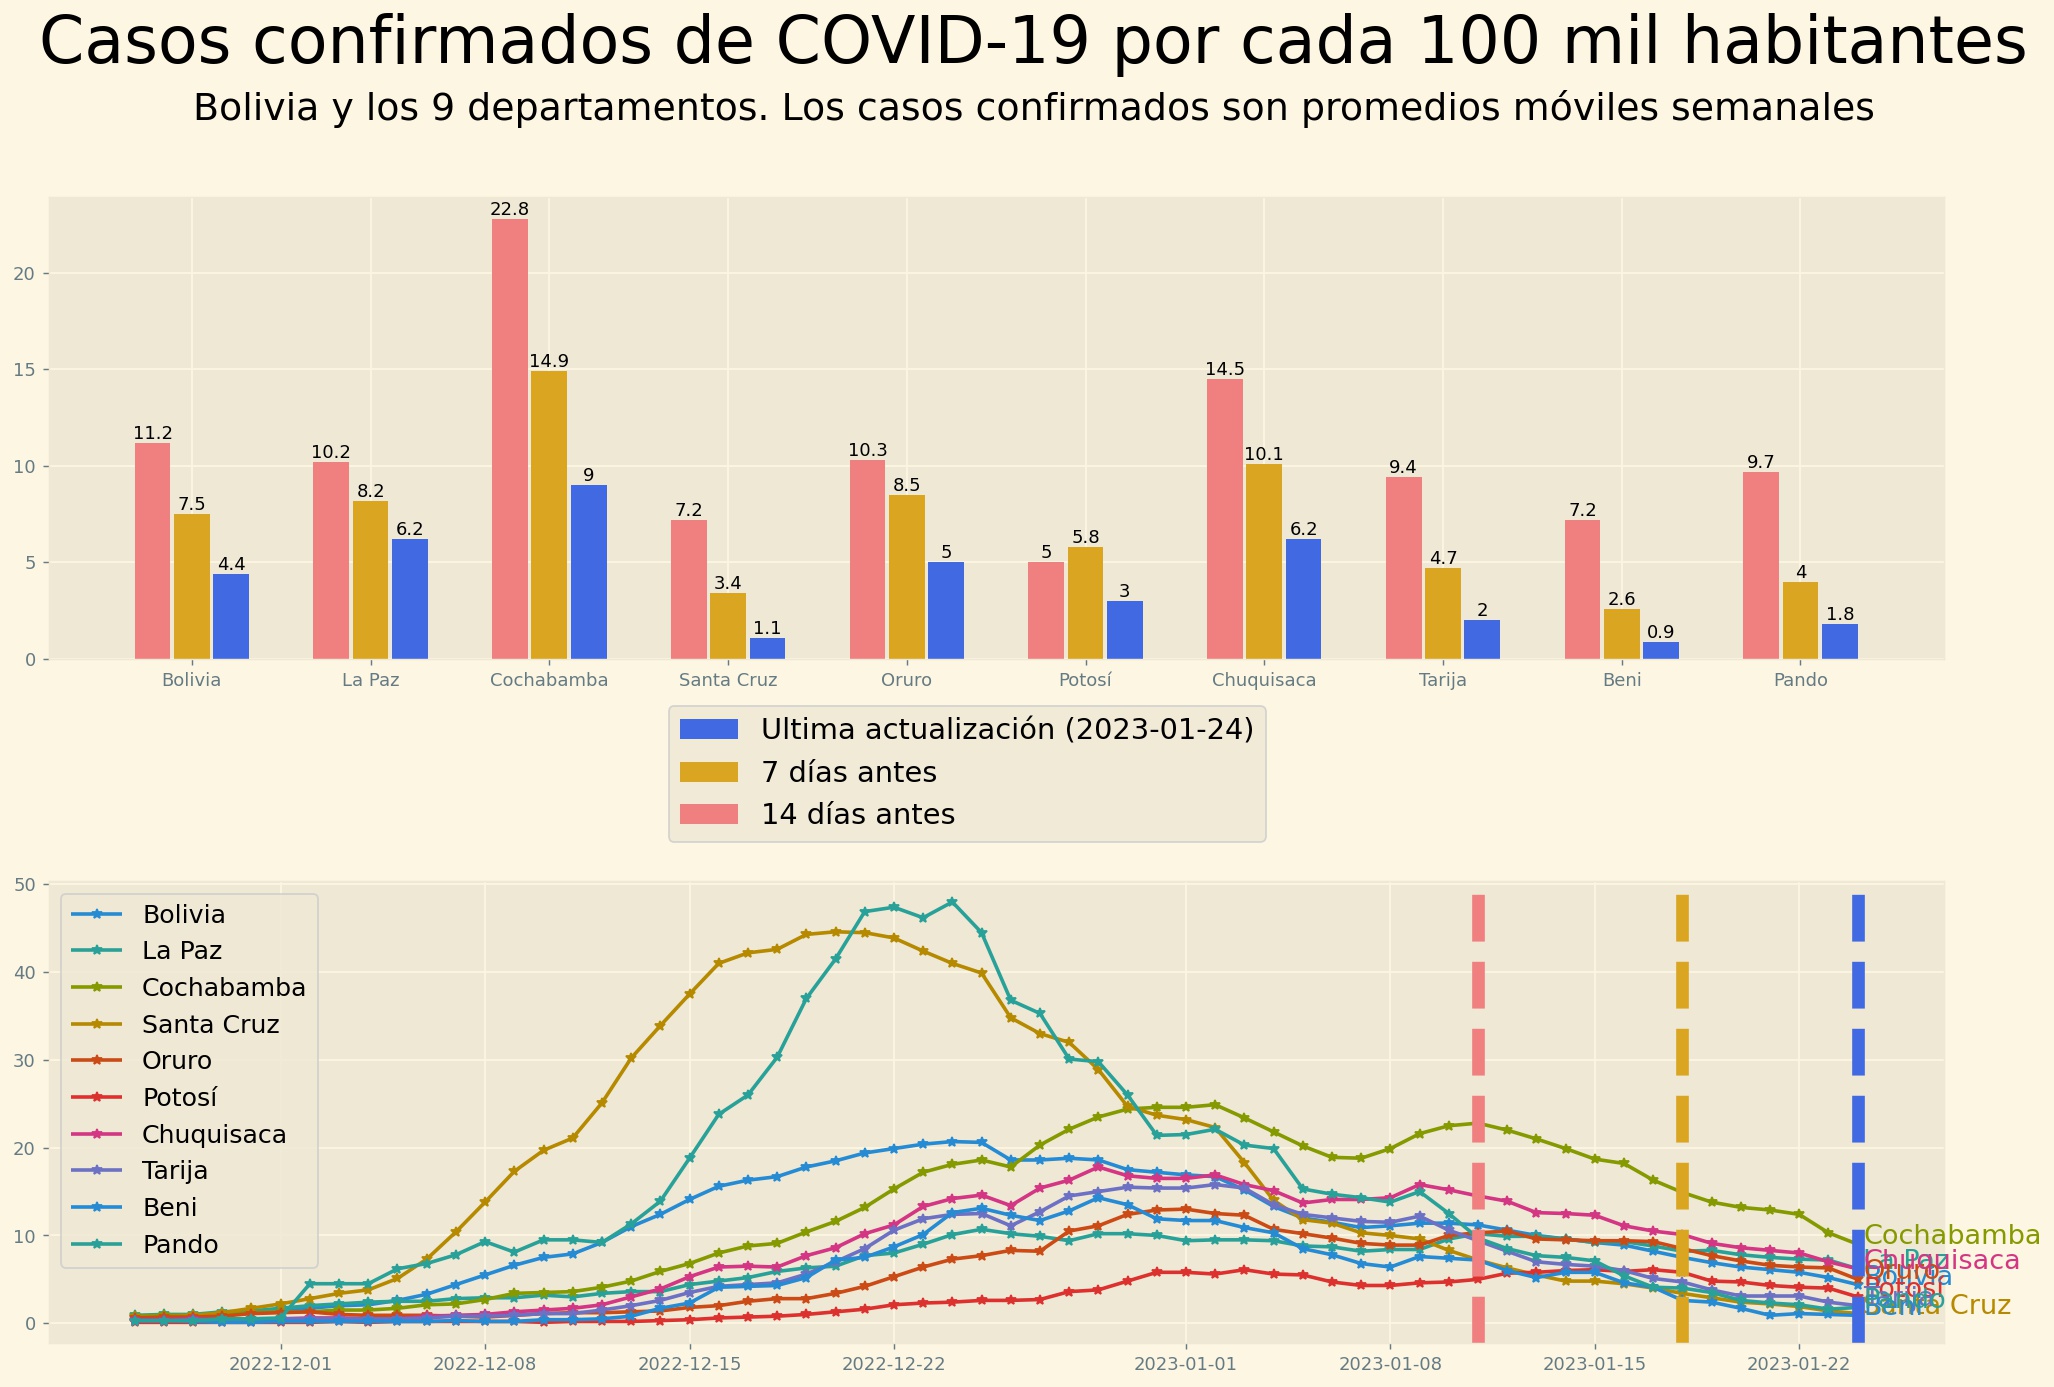 Casos confirmados de COVID-19 por cada 100 mil habitantes
Bolivia y los 9 departamentos. Los casos confirmados son promedios móviles semanales
22.8
20
15
14.9
14.5
11.2
10.2
10.3
10.1
10
9.4
9.7
9
7.5
8.2
7.2
8.5
7.2
6.2
5.8
6.2
5
4.4
5
5
4.7
4
3.4
3
2
2.6
1.8
1.1
0.9
0
Bolivia La Paz Cochabamba Santa Cruz Oruro Potosí Chuquisaca Tarija Beni Pando
Ultima actualización (2023-01-24)
7 días antes
14 días antes
50
40
30
20
10
0
Bolivia
La Paz
Cochabamba
Santa Cruz
Oruro
Potosí
Chuquisaca
Tarija
Beni
Pando
Cochabamba
Chuquisaca
Oruro
Bolivia
Potosí
Beni
Santa Cruz
2022-12-01 2022-12-08 2022-12-15 2022-12-22 2023-01-01 2023-01-08 2023-01-15 2023-01-22